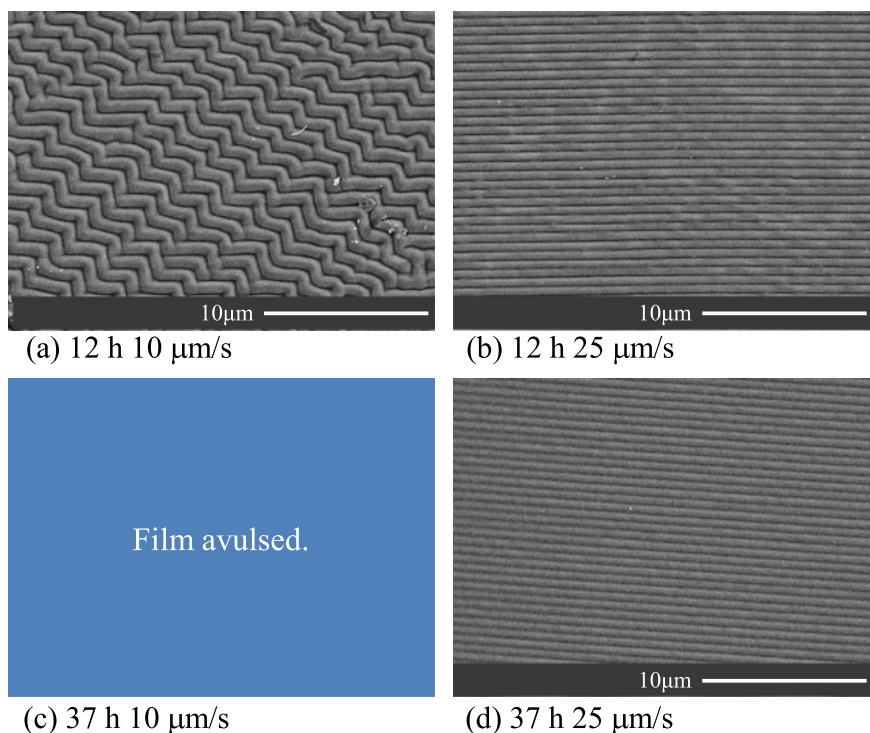 10μm
10μm
(a) 12 h 10 μm/s
(b) 12 h 25 μm/s
Film avulsed.
10μm
(c) 37 h 10 μm/s
(d) 37 h 25 μm/s